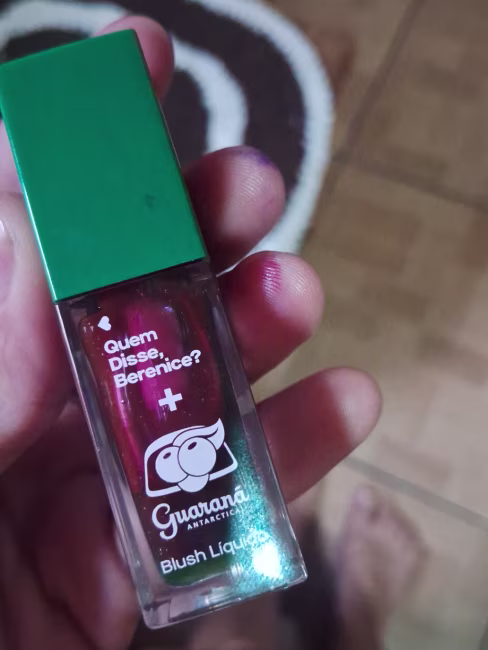 Quem
Disse,
Berenice?
+
Guaraná
ANTARCTICA
Blush Líquido